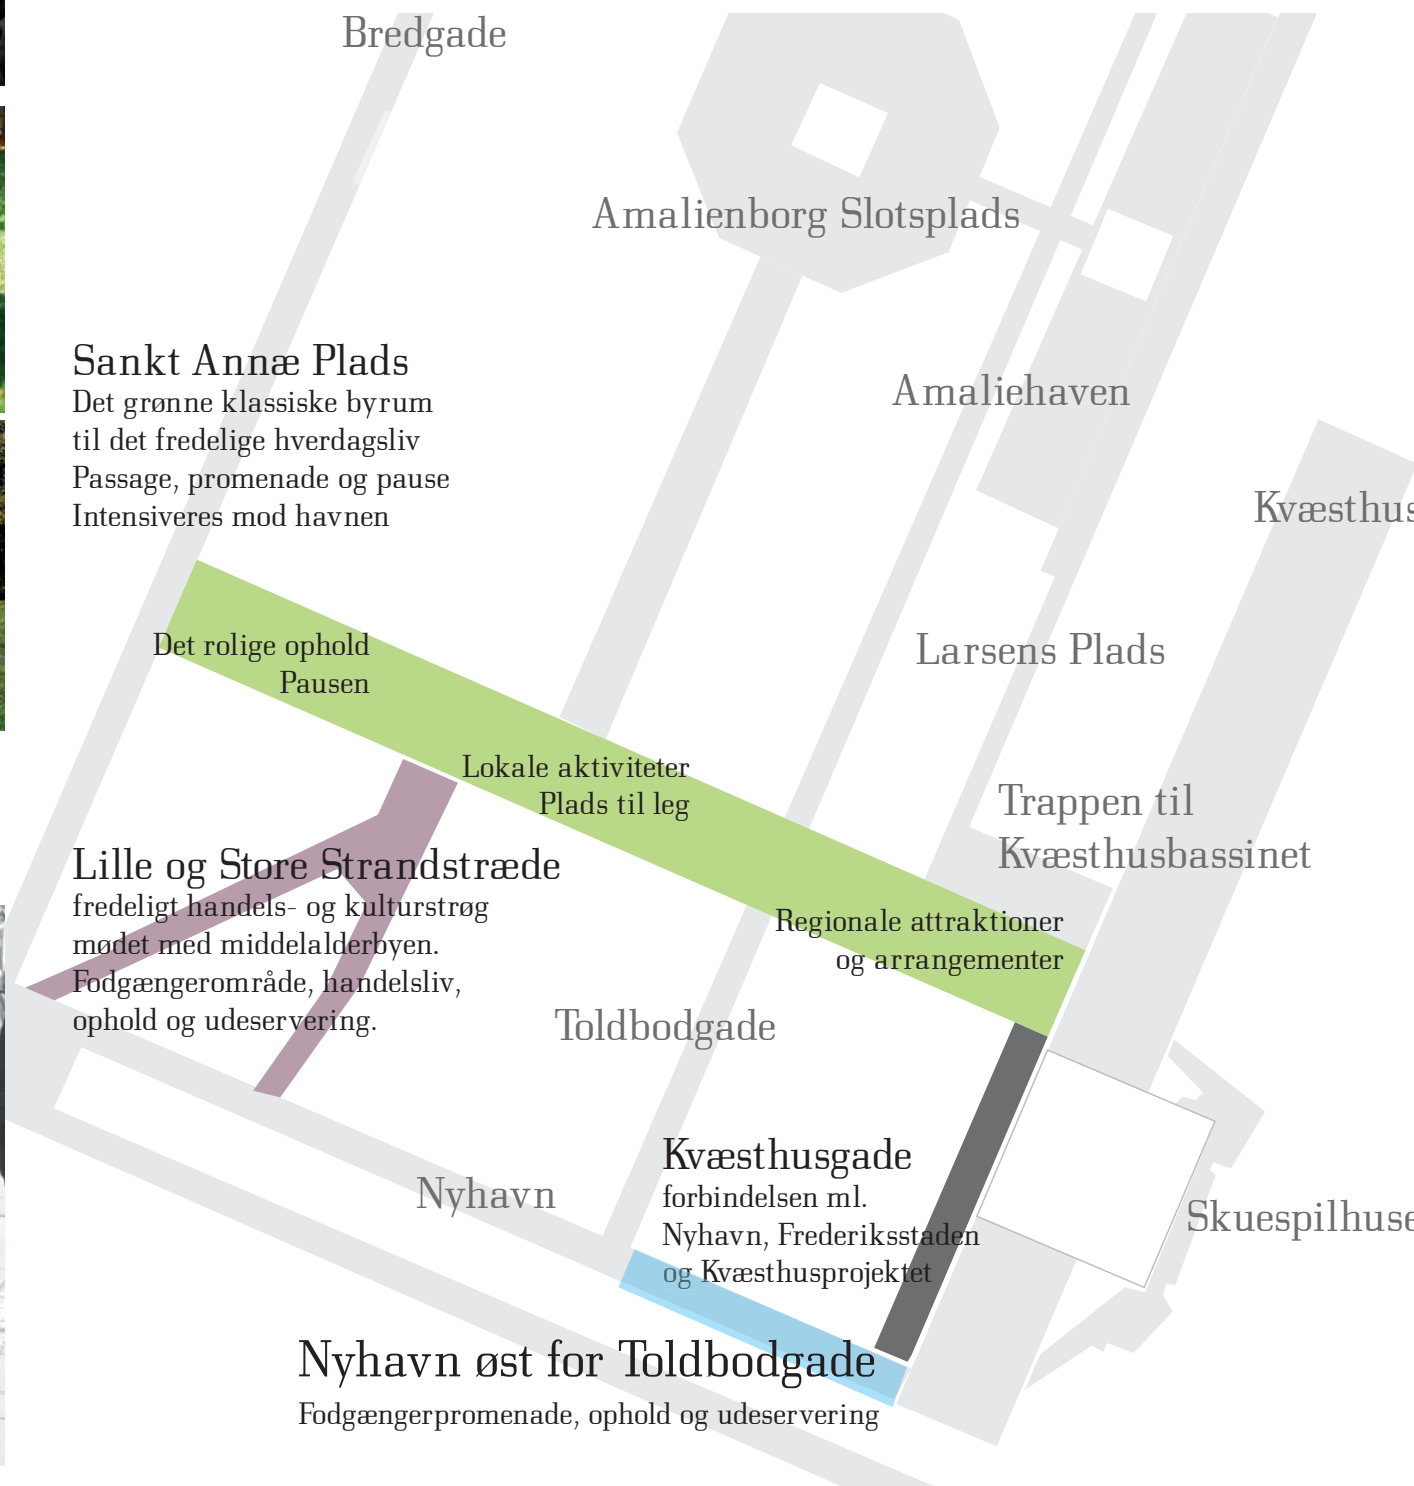 Bredgade
Amalienborg Slotsplads
Sankt Annæ Plads
Det grønne klassiske byrum
til det fredelige hverdagsliv
Passage, promenade og pause
Intensiveres mod havnen
Amaliehaven
Kvæsthus
Det rolige ophold
Pausen
Larsens Plads
Lokale aktiviteter
Plads til leg
Trappen til
Kvæsthusbassinet
Lille og Store Strandstræde
fredeligt handels- og kulturstrøg
mødet med middelalderbyen.
Fodgængerområde, handelsliv,
ophold og udeservering.
Regionale attraktioner
og arrangementer
Toldbodgade
Kvæsthusgade
forbindelsen ml.
Nyhavn, Frederiksstaden
og Kvæsthusprojektet
Nyhavn
Skuespilhuse
Nyhavn øst for Toldbodgade
Fodgængerpromenade, ophold og udeservering